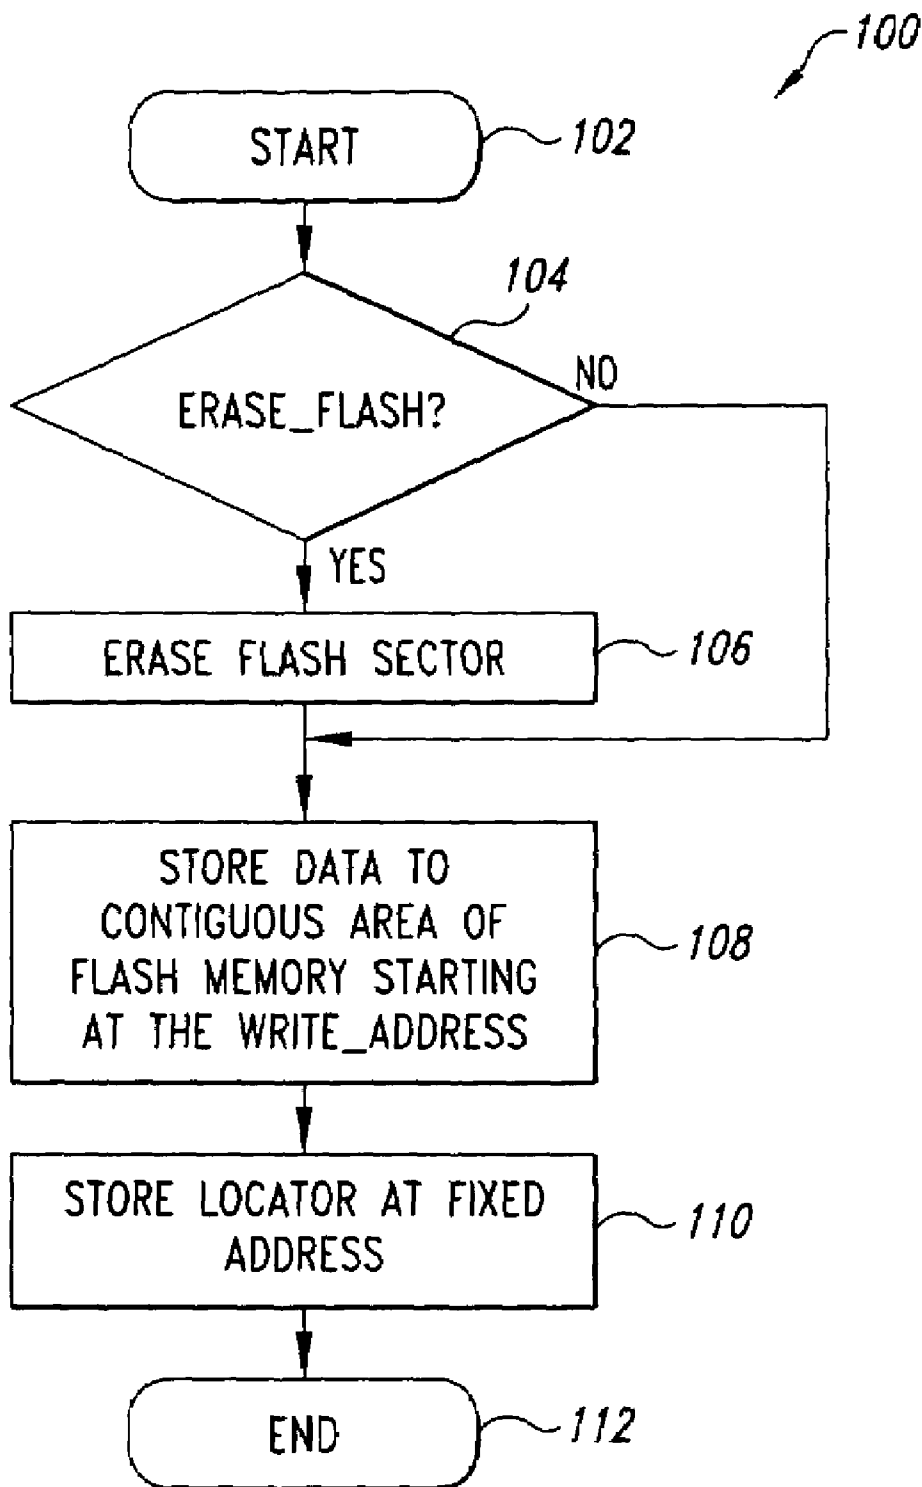 100
START
102
104
ERASE_FLASH?
NO
YES
ERASE FLASH SECTOR
106
STORE DATA TO
CONTIGUOUS AREA OF
FLASH MEMORY STARTING
AT THE WRITE_ADDRESS
108
STORE LOCATOR AT FIXED
ADDRESS
110
END
112